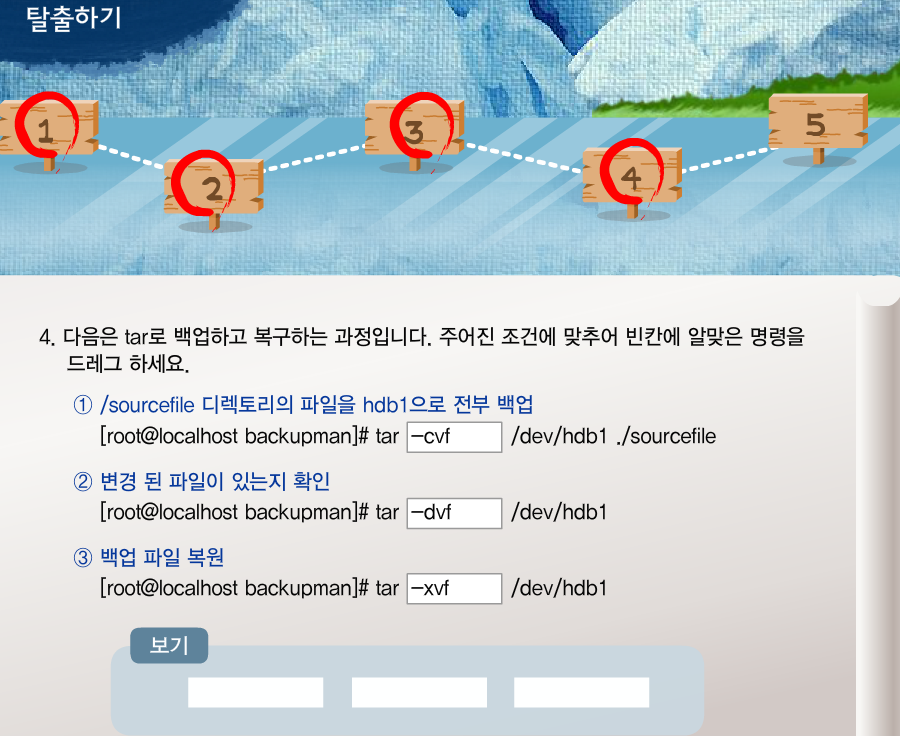 탈출하기
1
2
3
4
5
4. 다음은 tar로 백업하고 복구하는 과정입니다. 주어진 조건에 맞추어 빈칸에 알맞은 명령을
드레그 하세요.
① /sourcefile 디렉토리의 파일을 hdb1으로 전부 백업
[root@localhost backupman]# tar –cvf /dev/hdb1 ./sourcefile
② 변경 된 파일이 있는지 확인
[root@localhost backupman]# tar –dvf /dev/hdb1
③ 백업 파일 복원
[root@localhost backupman]# tar –xvf /dev/hdb1
보기